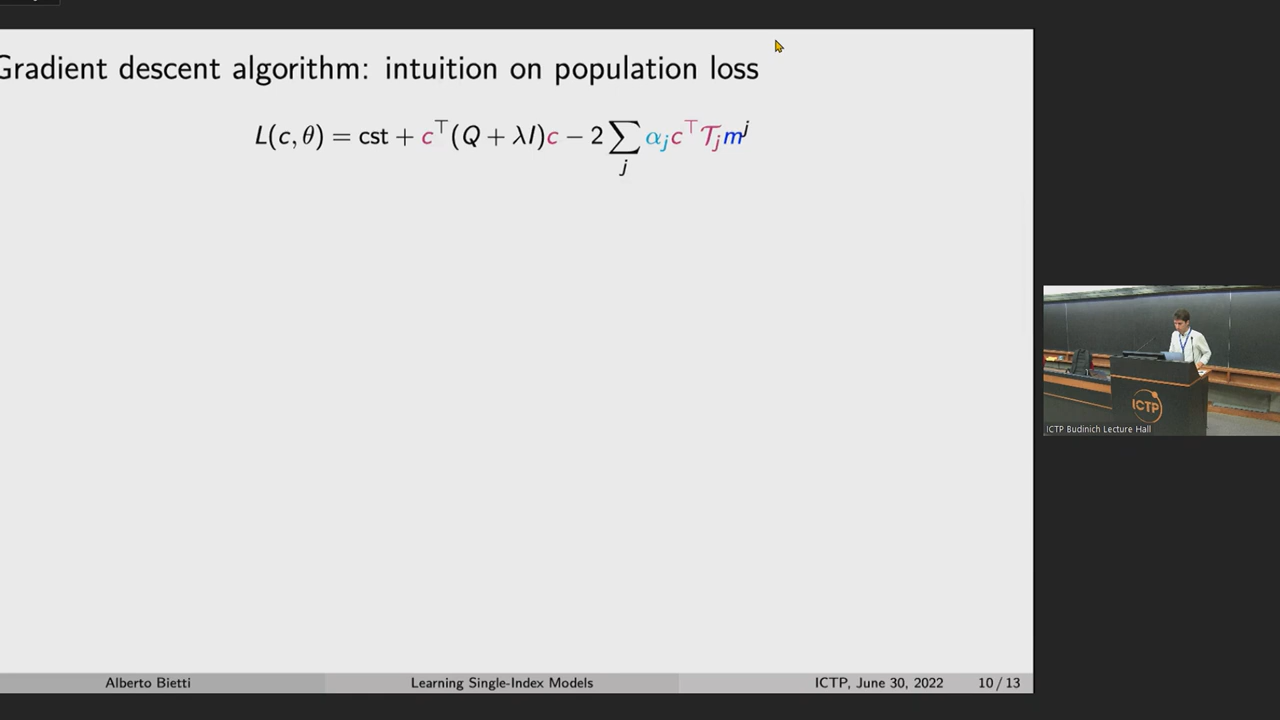 Gradient descent algorithm: intuition on population loss
L(c, θ) = cst + c⊤(Q + λI)c − 2 ∑_j α_j c⊤ 𝒯_j m^j
ICTP
ICTP Budinich Lecture Hall
Alberto Bietti Learning Single-Index Models ICTP, June 30, 2022 10 / 13